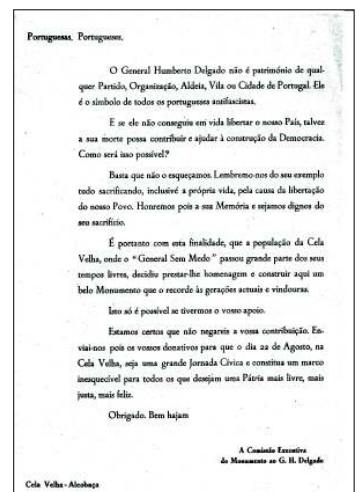 Portuguesas, Portugueses,
O General Humberto Delgado não é património de qual-
quer Partido, Organização, Aldeia, Vila ou Cidade de Portugal. Ele
é o símbolo de todos os portugueses antifascistas.
E se ele não conseguiu em vida libertar o nosso País, talvez
a sua morte possa contribuir e ajudar à construção da Democracia.
Como será isso possível?
Basta que não o esqueçamos. Lembremo-nos do seu exemplo
tudo sacrificando, inclusivé a própria vida, pela causa da libertação
do nosso Povo. Honremos pois a sua Memória e sejamos dignos do
seu sacrifício.
É portanto com esta finalidade, que a população da Cela
Velha, onde o "General Sem Medo" passou grande parte dos seus
tempos livres, decidiu prestar-lhe homenagem e construir aqui um
belo Monumento que o recorde às gerações actuais e vindouras.
Isto só é possível se tivermos o vosso apoio.
Estamos certos que não negareis a vossa contribuição. En-
viai-nos pois os vossos donativos para que o dia 22 de Agosto, na
Cela Velha, seja uma grande Jornada Cívica e constitua um marco
inesquecível para todos os que desejam uma Pátria mais livre, mais
justa, mais feliz.
Obrigado. Bem hajam
A Comissão Executiva
do Monumento ao G. H. Delgado
Cela Velha - Alcobaça